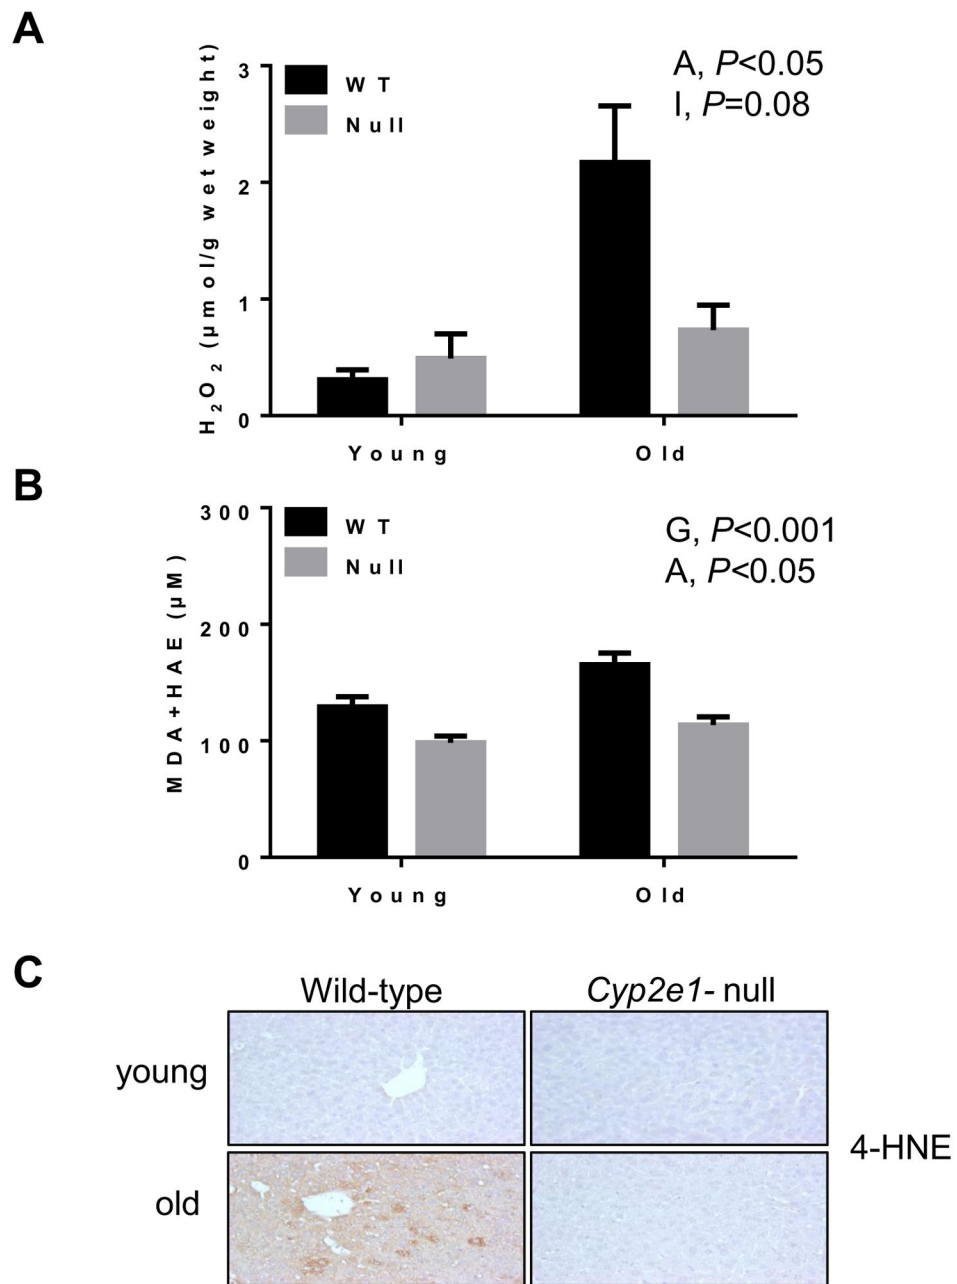 A
H2O2 (µmol/g wet weight)
3
2
1
0
WT
Null
A, P<0.05
I, P=0.08
Young
Old
B
MDA+HAE (µM)
300
200
100
0
WT
Null
G, P<0.001
A, P<0.05
Young
Old
C
Wild-type
Cyp2e1- null
young
old
4-HNE